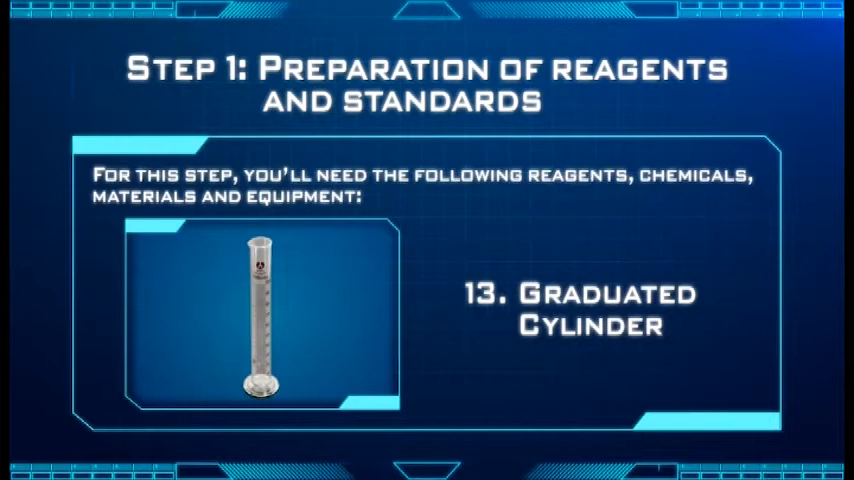 Step 1: Preparation of reagents
and standards
For this step, you'll need the following reagents, chemicals,
materials and equipment:
13. Graduated
Cylinder